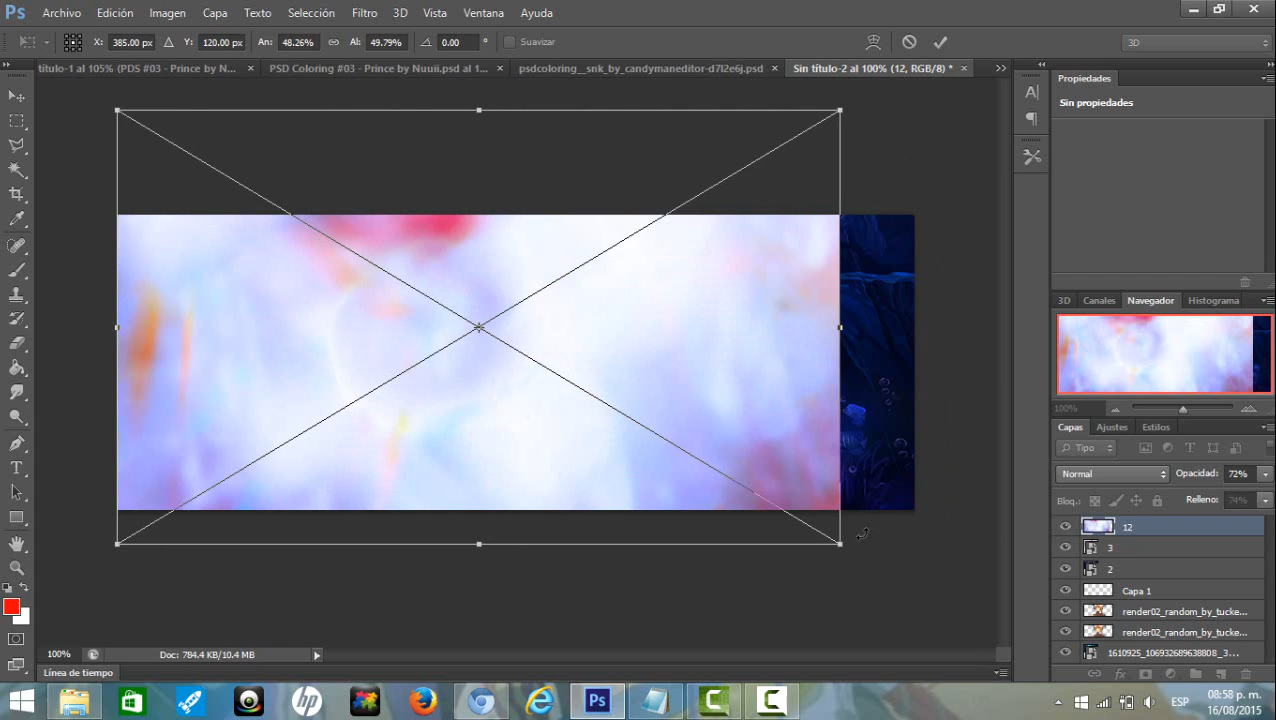 Ps Archivo Edición Imagen Capa Texto Selección Filtro 3D Vista Ventana Ayuda
X: 385.00 px Y: 120.00 px An: 48.26% Al: 49.79% 0.00 ° Suavizar 3D
título-1 al 105% (PDS #03 - Prince by N... × PSD Coloring #03 - Prince by Nuuii.psd al 1... × psdcoloring__snk_by_candymaneditor-d7l2e6j.psd × Sin título-2 al 100% (12, RGB/8) * ×
Propiedades
Sin propiedades
3D Canales Navegador Histograma
100%
Capas Ajustes Estilos
Tipo
Normal Opacidad: 72%
Bloq.: Relleno: 74%
12
3
2
Capa 1
render02_random_by_tucke...
render02_random_by_tucke...
1610925_106932689638808_3...
100% Doc: 784.4 KB/10.4 MB
Línea de tiempo
ESP 08:58 p. m.
16/08/2015